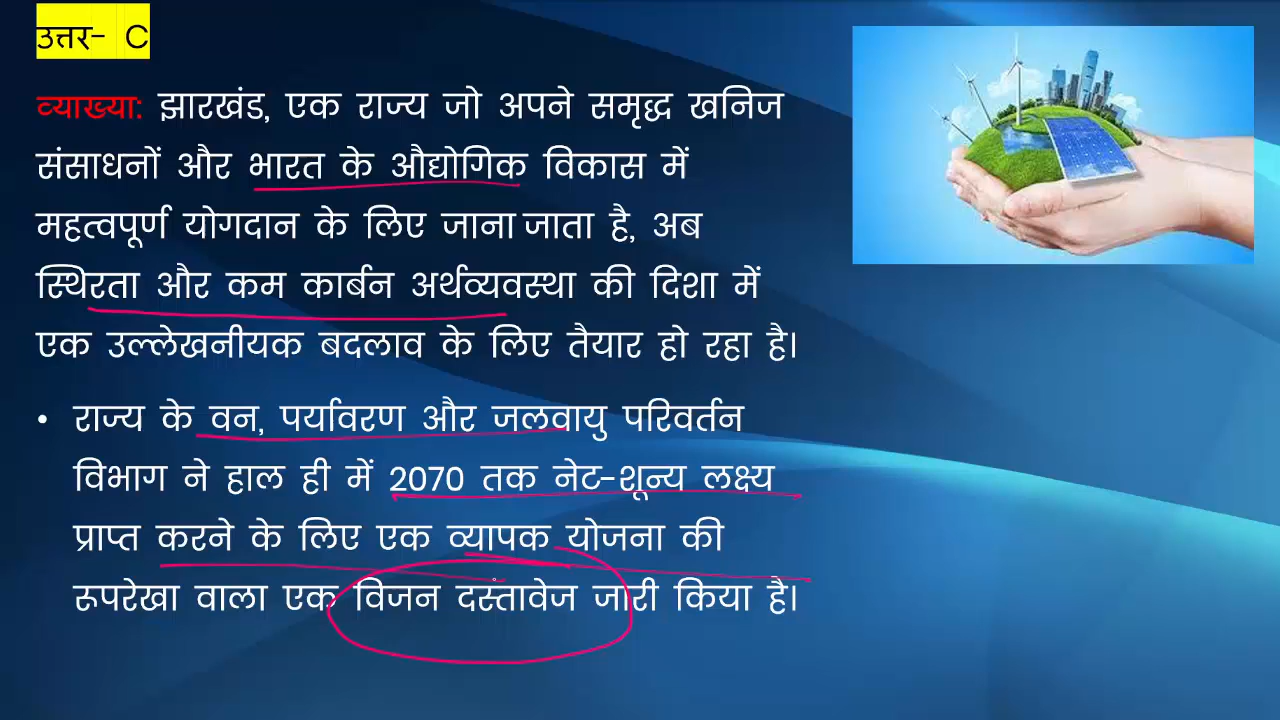 उत्तर- C
व्याख्या: झारखंड, एक राज्य जो अपने समृद्ध खनिज
संसाधनों और भारत के औद्योगिक विकास में
महत्वपूर्ण योगदान के लिए जाना जाता है, अब
स्थिरता और कम कार्बन अर्थव्यवस्था की दिशा में
एक उल्लेखनीयक बदलाव के लिए तैयार हो रहा है।
• राज्य के वन, पर्यावरण और जलवायु परिवर्तन
विभाग ने हाल ही में 2070 तक नेट-शून्य लक्ष्य
प्राप्त करने के लिए एक व्यापक योजना की
रूपरेखा वाला एक विजन दस्तावेज जारी किया है।